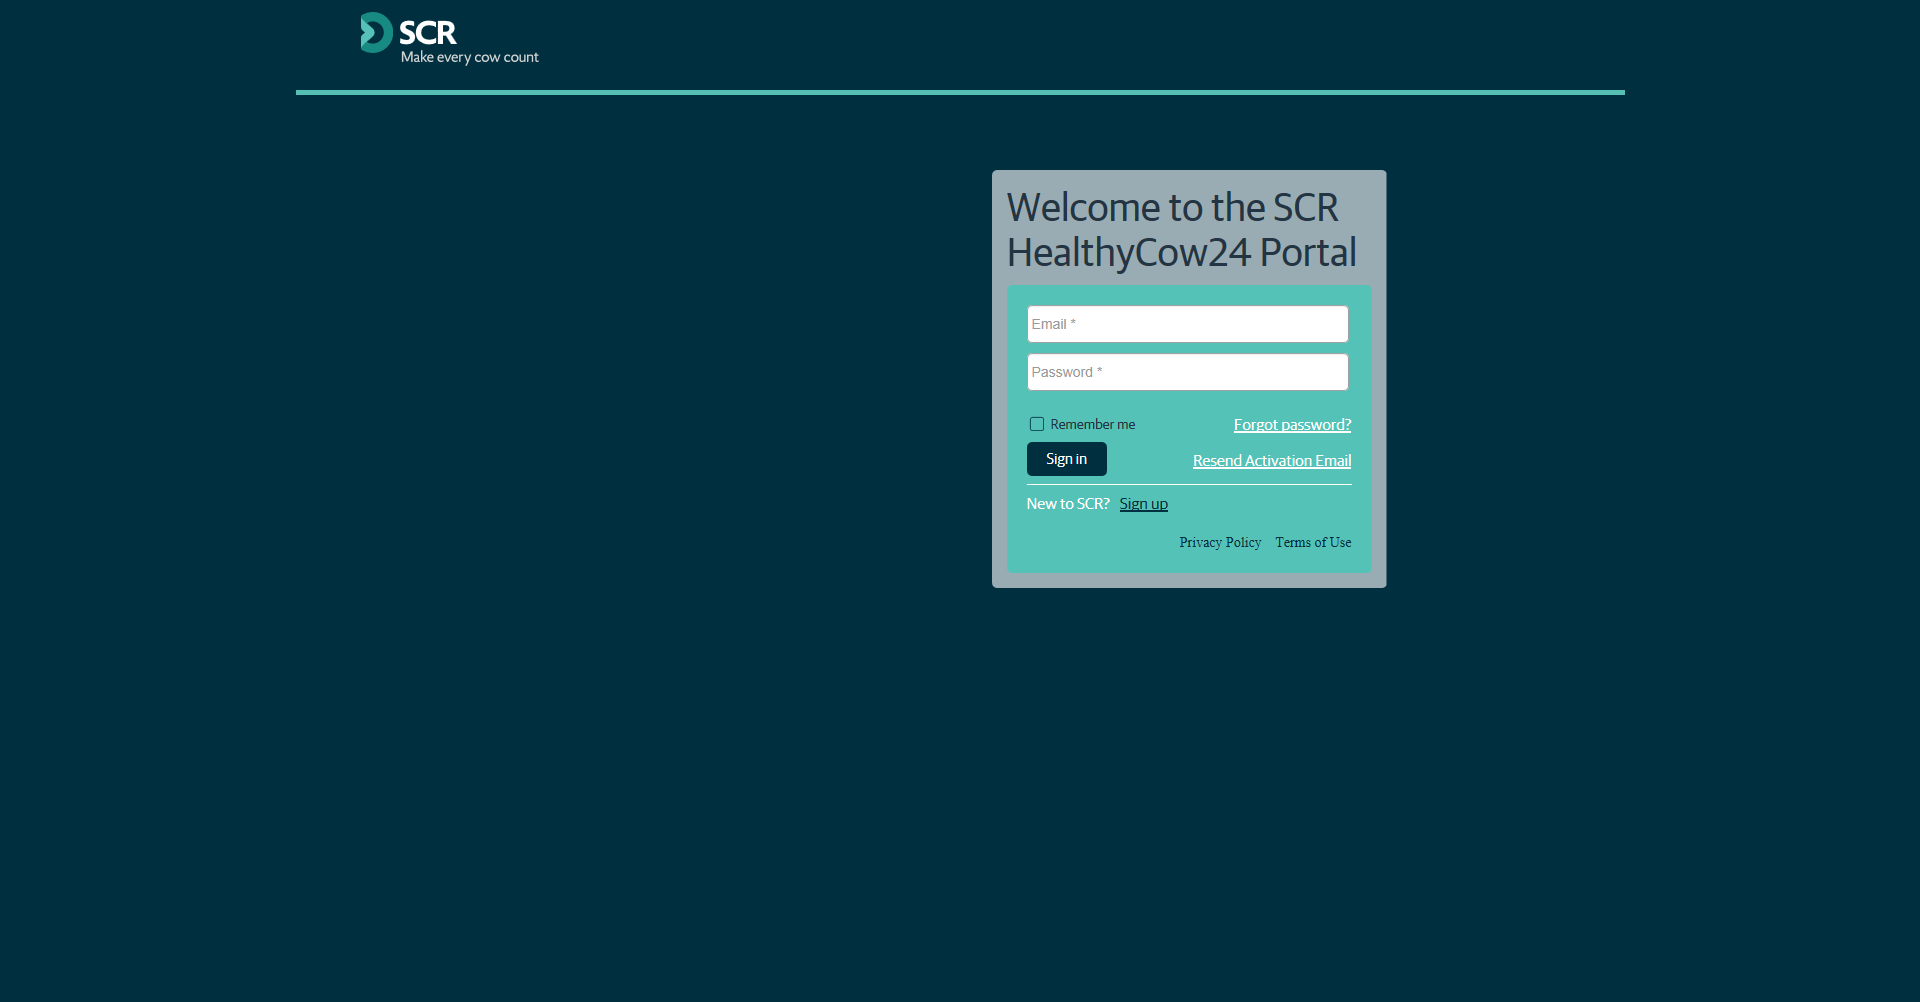 SCR
Make every cow count
Welcome to the SCR
HealthyCow24 Portal
Email *
Password *
Remember me
Forgot password?
Sign in
Resend Activation Email
New to SCR? Sign up
Privacy Policy Terms of Use